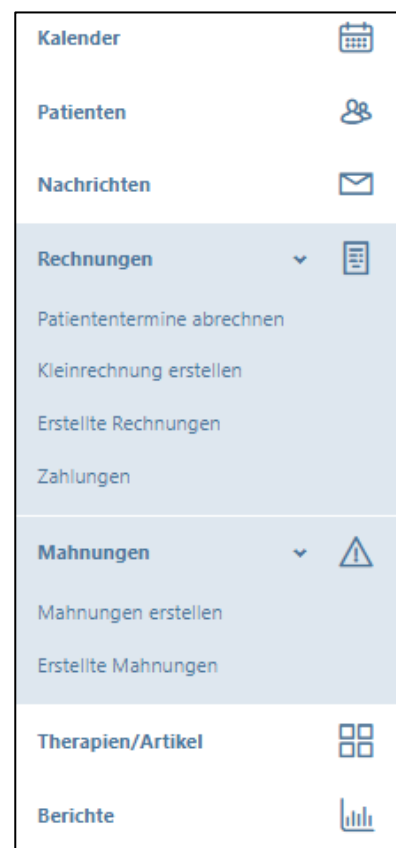 Kalender
Patienten
Nachrichten
Rechnungen
Patiententermine abrechnen
Kleinrechnung erstellen
Erstellte Rechnungen
Zahlungen
Mahnungen
Mahnungen erstellen
Erstellte Mahnungen
Therapien/Artikel
Berichte